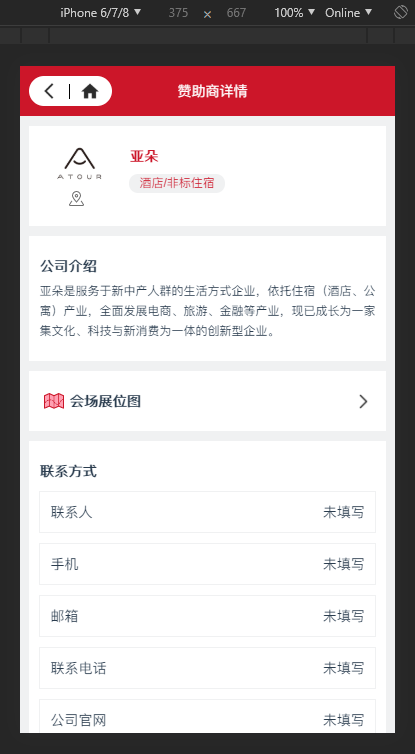 iPhone 6/7/8 375 × 667 100% Online
赞助商详情
亚朵
ATOUR
酒店/非标住宿
公司介绍
亚朵是服务于新中产人群的生活方式企业，依托住宿（酒店、公
寓）产业，全面发展电商、旅游、金融等产业，现已成长为一家
集文化、科技与新消费为一体的创新型企业。
会场展位图
联系方式
联系人 未填写
手机 未填写
邮箱 未填写
联系电话 未填写
公司官网 未填写